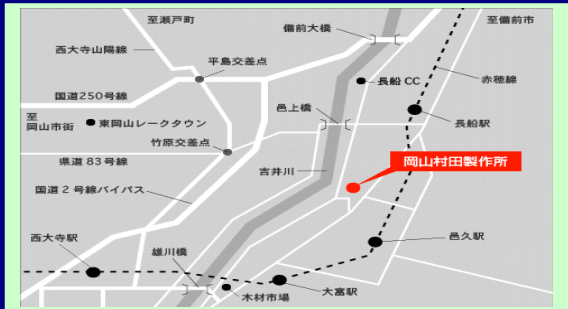 至瀬戸町
備前大橋
至備前市
西大寺山陽線
平島交差点
赤穂線
長船 CC
国道250号線
邑上橋
至
岡山市街
東岡山レークタウン
長船駅
竹原交差点
県道 83 号線
吉井川
岡山村田製作所
国道 2 号線バイパス
西大寺駅
雄川橋
邑久駅
木材市場
大富駅